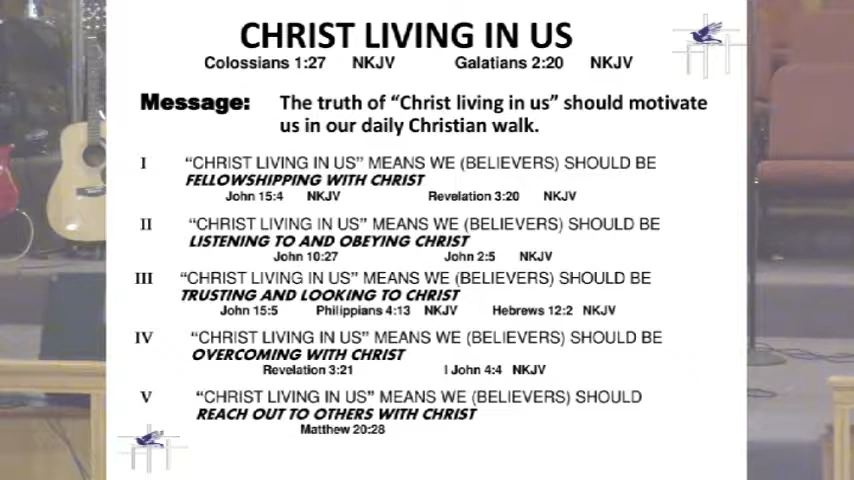 CHRIST LIVING IN US
Colossians 1:27 NKJV Galatians 2:20 NKJV
Message: The truth of “Christ living in us” should motivate
us in our daily Christian walk.
I “CHRIST LIVING IN US” MEANS WE (BELIEVERS) SHOULD BE
FELLOWSHIPPING WITH CHRIST
John 15:4 NKJV Revelation 3:20 NKJV
II “CHRIST LIVING IN US” MEANS WE (BELIEVERS) SHOULD BE
LISTENING TO AND OBEYING CHRIST
John 10:27 John 2:5 NKJV
III “CHRIST LIVING IN US” MEANS WE (BELIEVERS) SHOULD BE
TRUSTING AND LOOKING TO CHRIST
John 15:5 Philippians 4:13 NKJV Hebrews 12:2 NKJV
IV “CHRIST LIVING IN US” MEANS WE (BELIEVERS) SHOULD BE
OVERCOMING WITH CHRIST
Revelation 3:21 I John 4:4 NKJV
V “CHRIST LIVING IN US” MEANS WE (BELIEVERS) SHOULD
REACH OUT TO OTHERS WITH CHRIST
Matthew 20:28